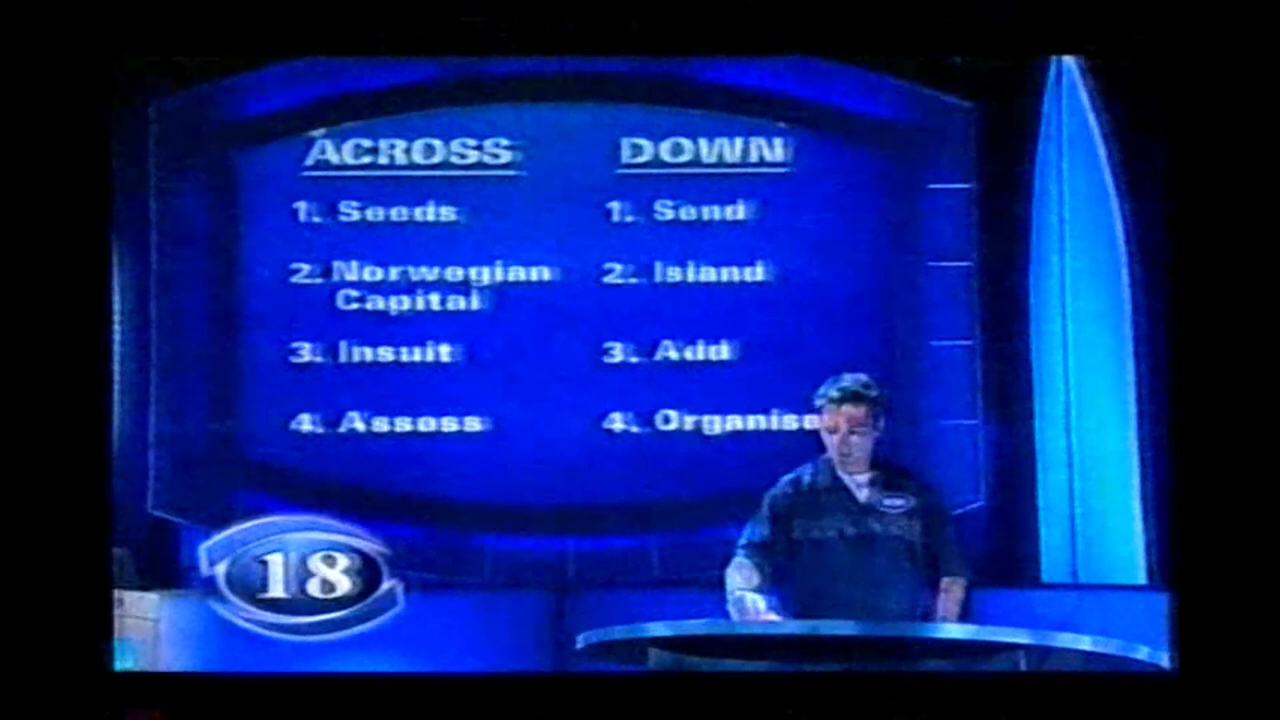 ACROSS
DOWN
1. Seeds
1. Send
2. Norwegian
Capital
2. Island
3. Insult
3. Add
4. Assess
4. Organise
18